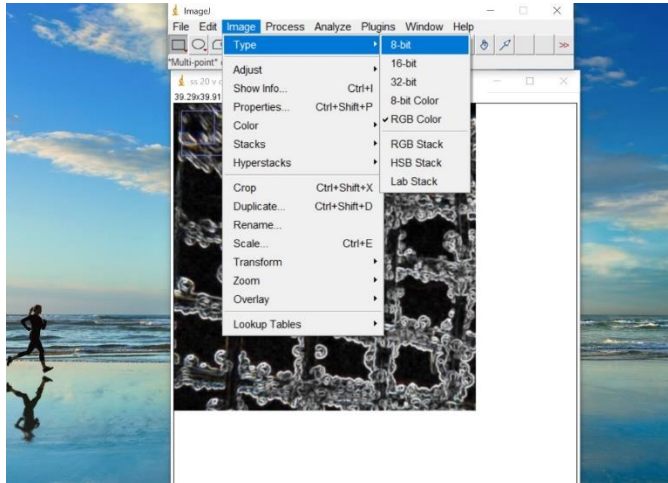 ImageJ
File Edit Image Process Analyze Plugins Window Help
*Multi-point*
ss 20 v
39.29x39.91
Type
Adjust
Show Info... Ctrl+I
Properties... Ctrl+Shift+P
Color
Stacks
Hyperstacks
Crop Ctrl+Shift+X
Duplicate... Ctrl+Shift+D
Rename...
Scale... Ctrl+E
Transform
Zoom
Overlay
Lookup Tables
8-bit
16-bit
32-bit
8-bit Color
RGB Color
RGB Stack
HSB Stack
Lab Stack